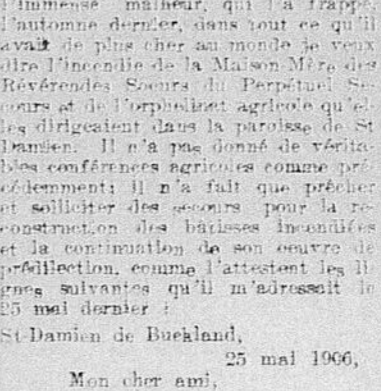 l'immense malheur, qui l'a frappé,
l'automne dernier, dans tout ce qu'il
avait de plus cher au monde je veux
dire l'incendie de la Maison-Mère des
Révérendes Soeurs du Perpétuel Se-
cours et de l'orphelinat agricole qu'el-
les dirigeaient dans la paroisse de St
Damien. Il n'a pas donné de vérita-
bles conférences agricoles comme pré-
cédemment; il n'a fait que prêcher
et solliciter des secours pour la re-
construction des bâtisses incendiées
et la continuation de son oeuvre de
prédilection, comme l'attestent les li-
gnes suivantes qu'il m'adressait le
25 mai dernier :
St-Damien de Buckland,
25 mai 1906,
Mon cher ami,